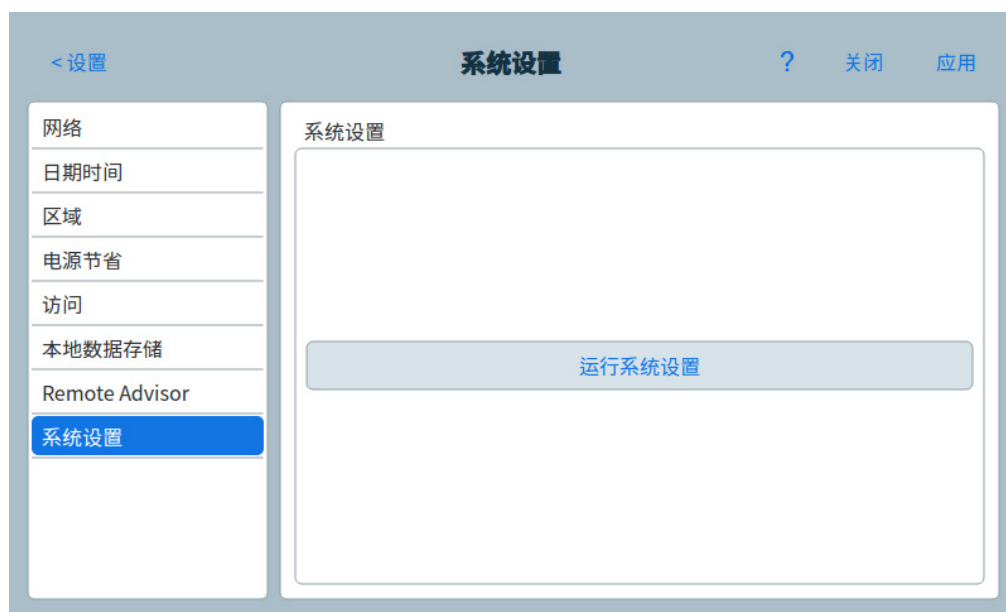 < 设置
系统设置
?
关闭
应用
网络
日期时间
区域
电源节省
访问
本地数据存储
Remote Advisor
系统设置
系统设置
运行系统设置